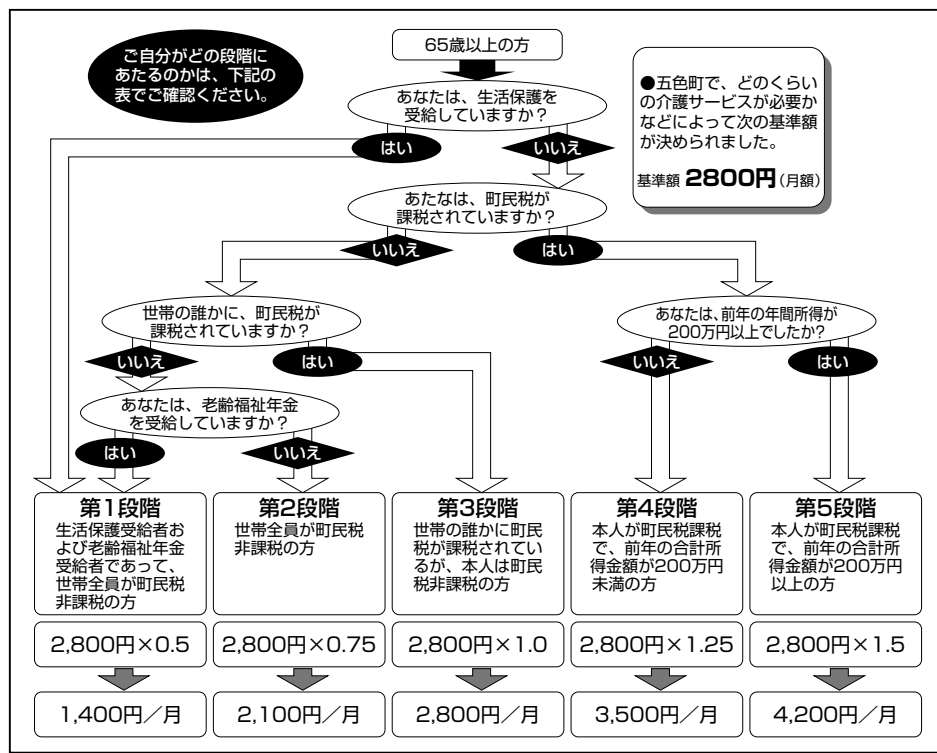 ご自分がどの段階に
あたるのかは、下記の
表でご確認ください。
65歳以上の方
●五色町で、どのくらい
の介護サービスが必要か
などによって次の基準額
が決められました。
基準額 2800円(月額)
あなたは、生活保護を
受給していますか?
はい
いいえ
あたなは、町民税が
課税されていますか?
いいえ
はい
世帯の誰かに、町民税が
課税されていますか?
いいえ
はい
あなたは、前年の年間所得が
200万円以上でしたか?
いいえ
はい
あなたは、老齢福祉年金
を受給していますか?
はい
いいえ
第1段階
生活保護受給者お
よび老齢福祉年金
受給者であって、
世帯全員が町民税
非課税の方
第2段階
世帯全員が町民税
非課税の方
第3段階
世帯の誰かに町民
税が課税されてい
るが、本人は町民
税非課税の方
第4段階
本人が町民税課税
で、前年の合計所
得金額が200万円
未満の方
第5段階
本人が町民税課税
で、前年の合計所
得金額が200万円
以上の方
2,800円×0.5
2,800円×0.75
2,800円×1.0
2,800円×1.25
2,800円×1.5
1,400円/月
2,100円/月
2,800円/月
3,500円/月
4,200円/月